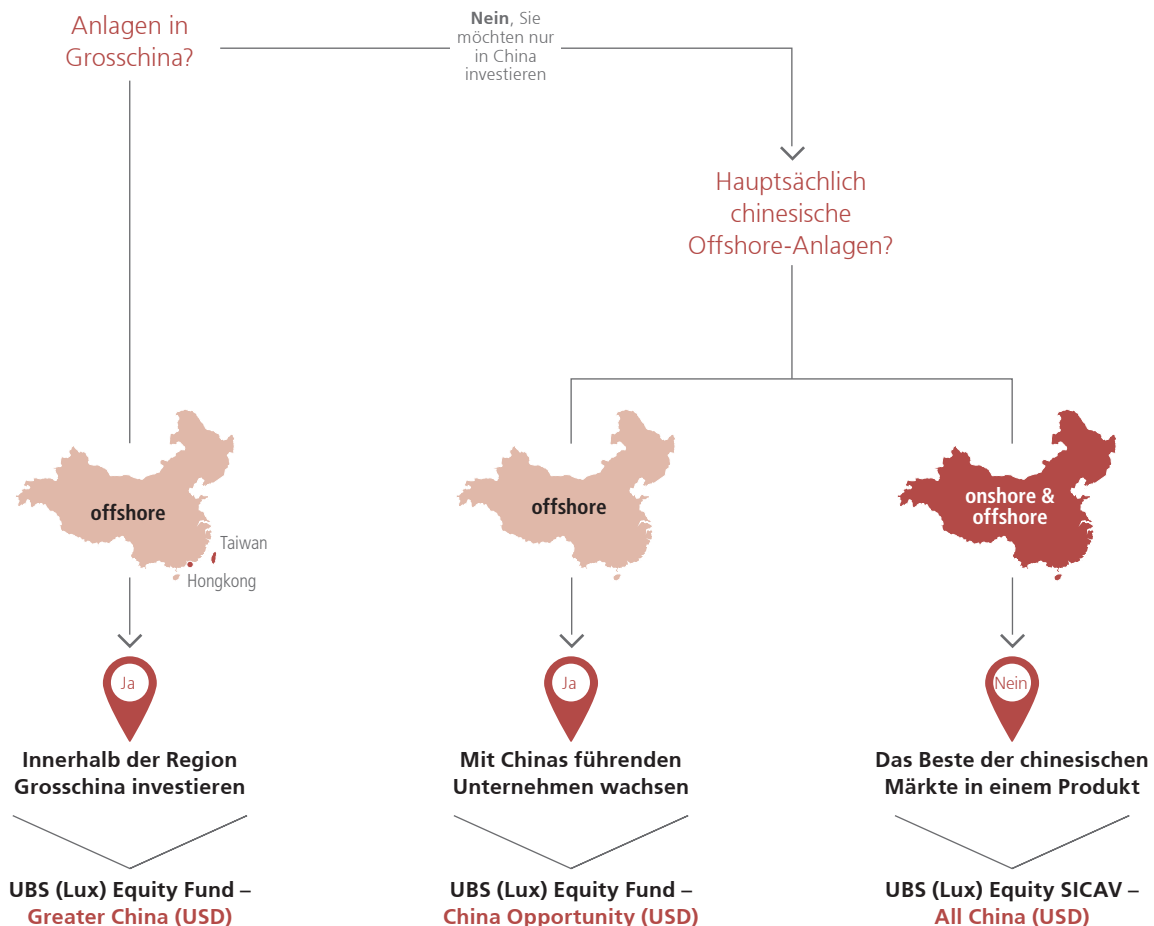 Anlagen in
Grosschina?
Nein, Sie
möchten nur
in China
investieren
Hauptsächlich
chinesische
Offshore-Anlagen?
offshore
Taiwan
Hongkong
offshore
onshore &
offshore
Ja
Ja
Nein
Innerhalb der Region
Grosschina investieren
Mit Chinas führenden
Unternehmen wachsen
Das Beste der chinesischen
Märkte in einem Produkt
UBS (Lux) Equity Fund –
Greater China (USD)
UBS (Lux) Equity Fund –
China Opportunity (USD)
UBS (Lux) Equity SICAV –
All China (USD)